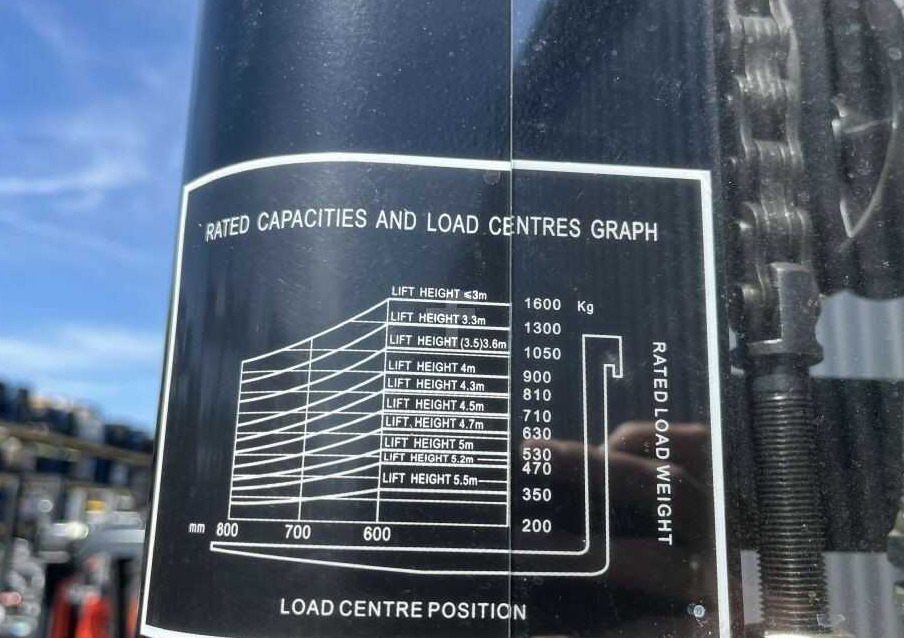 RATED CAPACITIES AND LOAD CENTRES GRAPH
LIFT HEIGHT ≤3m
1600 Kg
LIFT HEIGHT 3.3m
1300
LIFT HEIGHT (3.5)3.6m
1050
LIFT HEIGHT 4m
900
LIFT HEIGHT 4.3m
810
LIFT HEIGHT 4.5m
710
LIFT HEIGHT 4.7m
630
LIFT HEIGHT 5m
530
LIFT HEIGHT 5.2m
470
LIFT HEIGHT 5.5m
350
200
RATED LOAD WEIGHT
mm 800 700 600
LOAD CENTRE POSITION